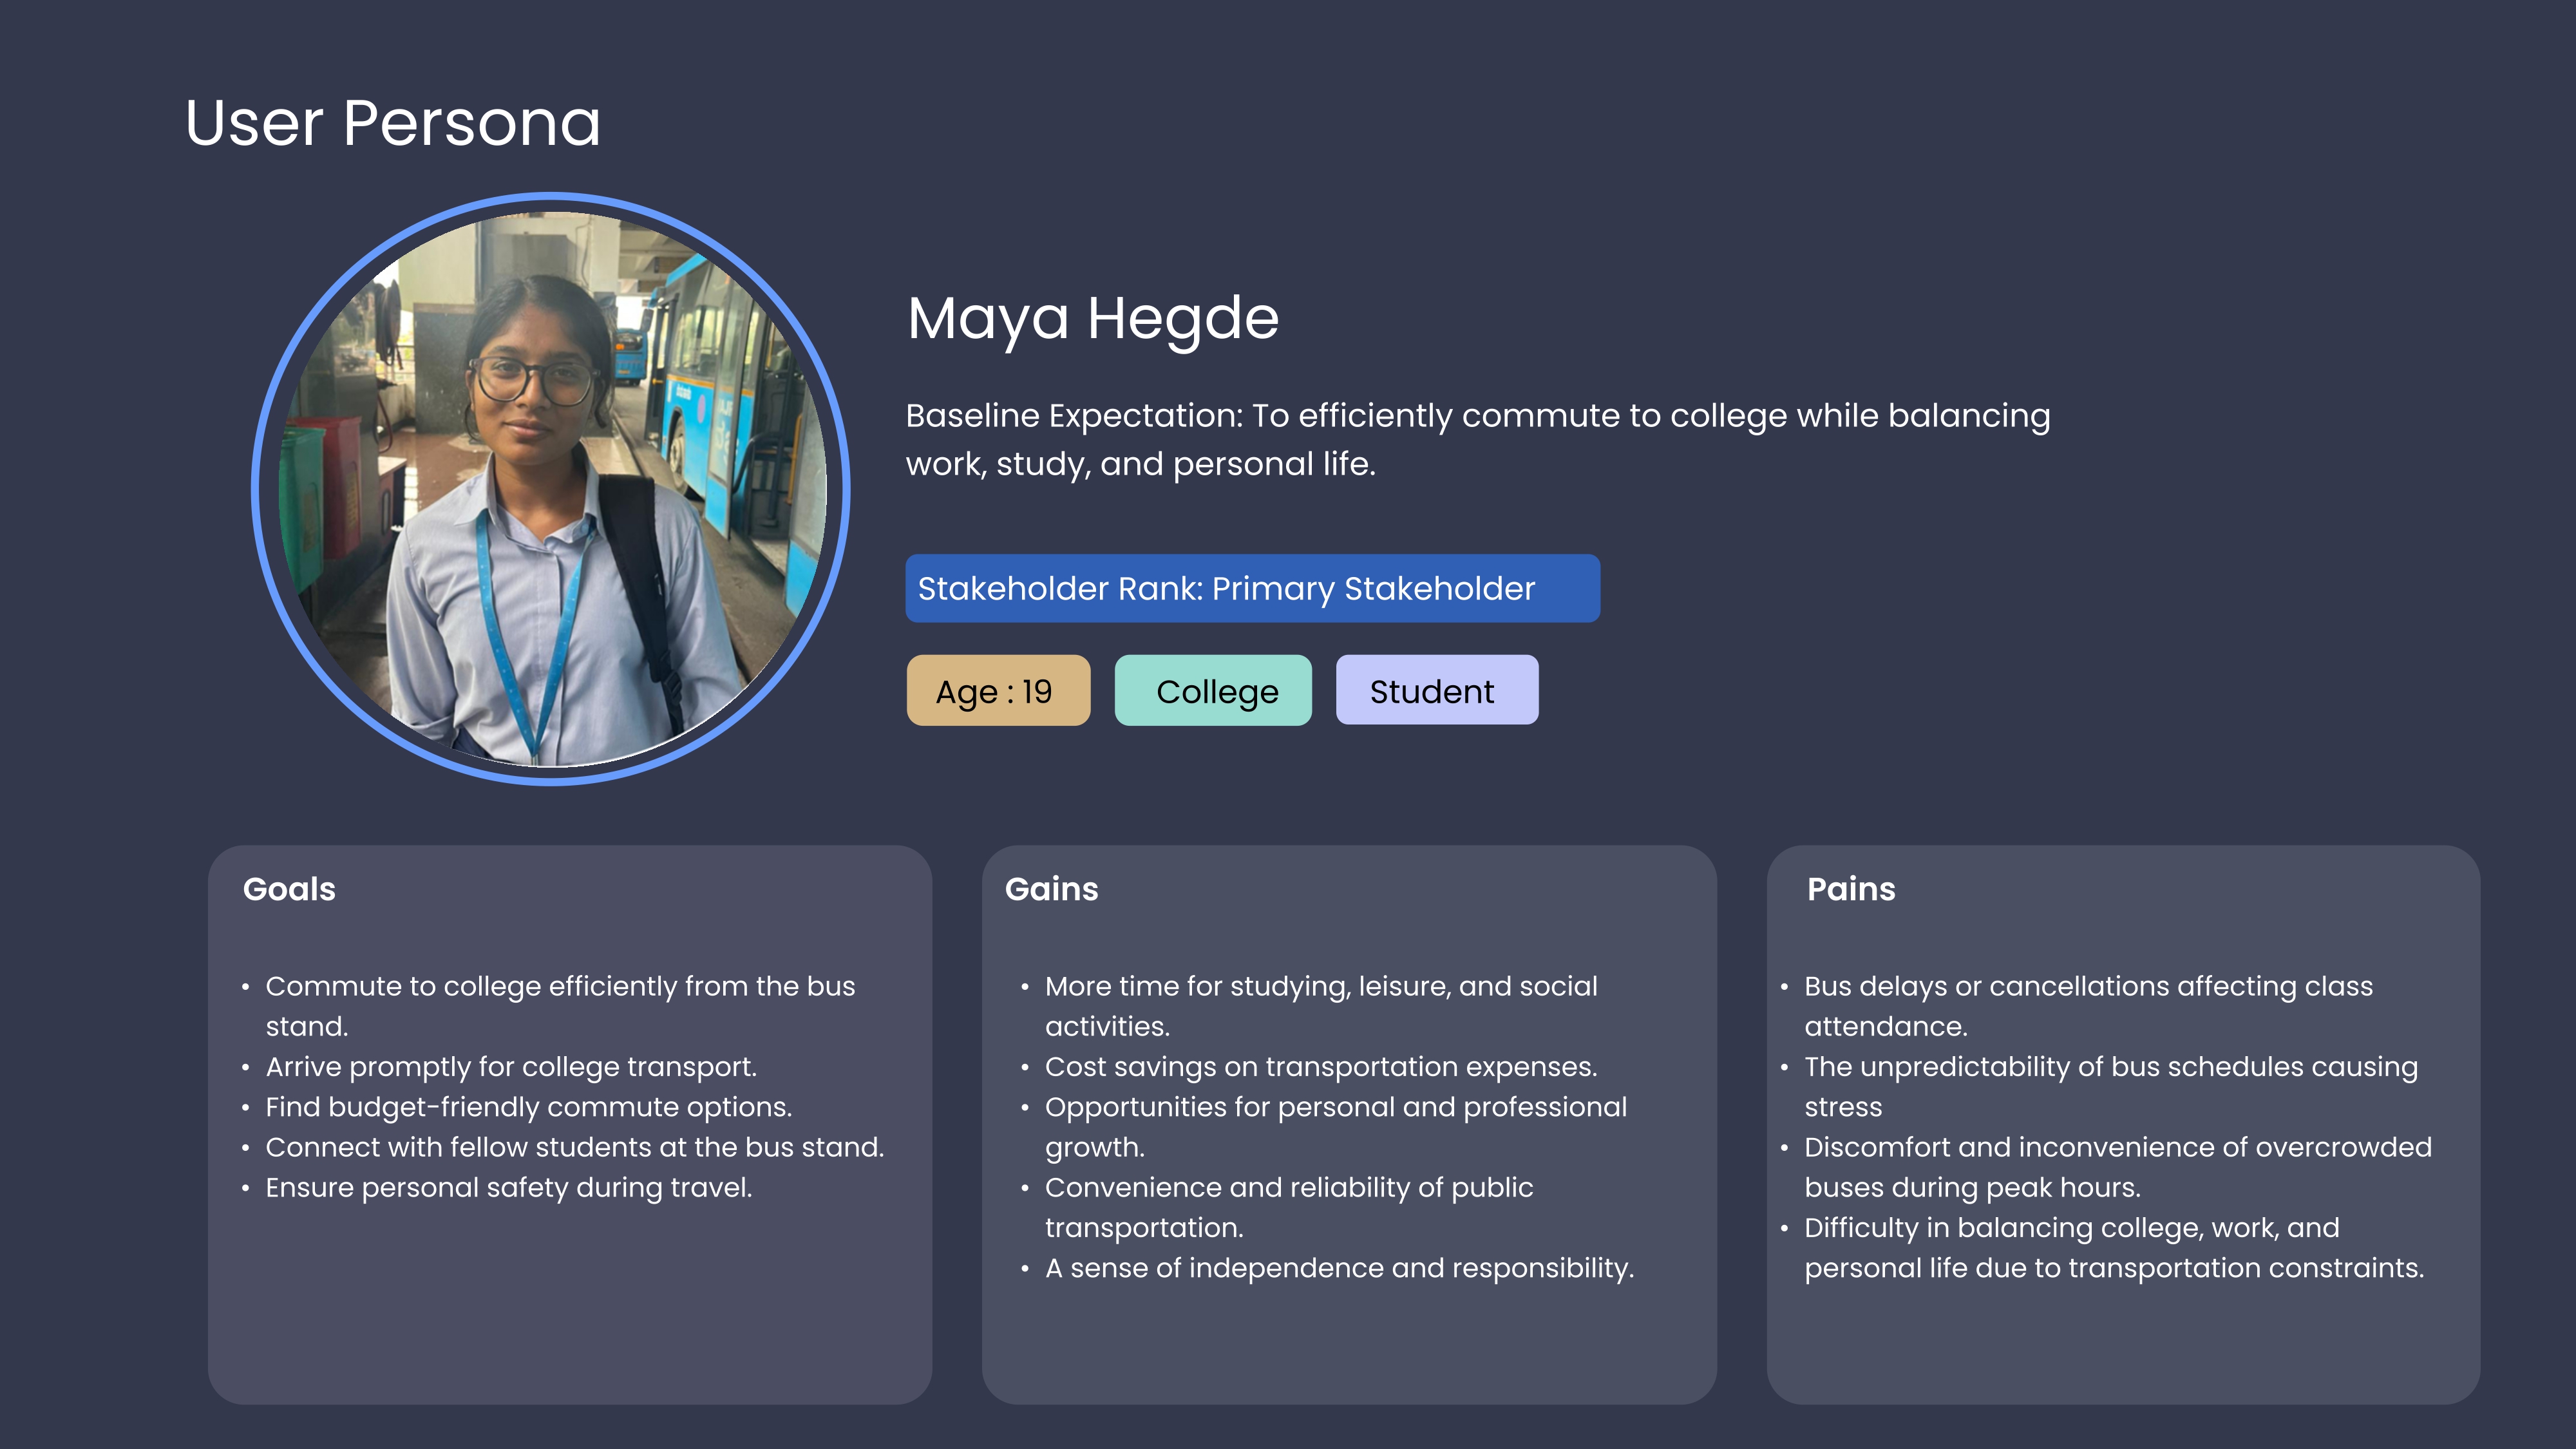 User Persona
Maya Hegde
Baseline Expectation: To efficiently commute to college while balancing
work, study, and personal life.
Stakeholder Rank: Primary Stakeholder
Age : 19
College
Student
Goals
• Commute to college efficiently from the bus
stand.
• Arrive promptly for college transport.
• Find budget-friendly commute options.
• Connect with fellow students at the bus stand.
• Ensure personal safety during travel.
Gains
• More time for studying, leisure, and social
activities.
• Cost savings on transportation expenses.
• Opportunities for personal and professional
growth.
• Convenience and reliability of public
transportation.
• A sense of independence and responsibility.
Pains
• Bus delays or cancellations affecting class
attendance.
• The unpredictability of bus schedules causing
stress
• Discomfort and inconvenience of overcrowded
buses during peak hours.
• Difficulty in balancing college, work, and
personal life due to transportation constraints.